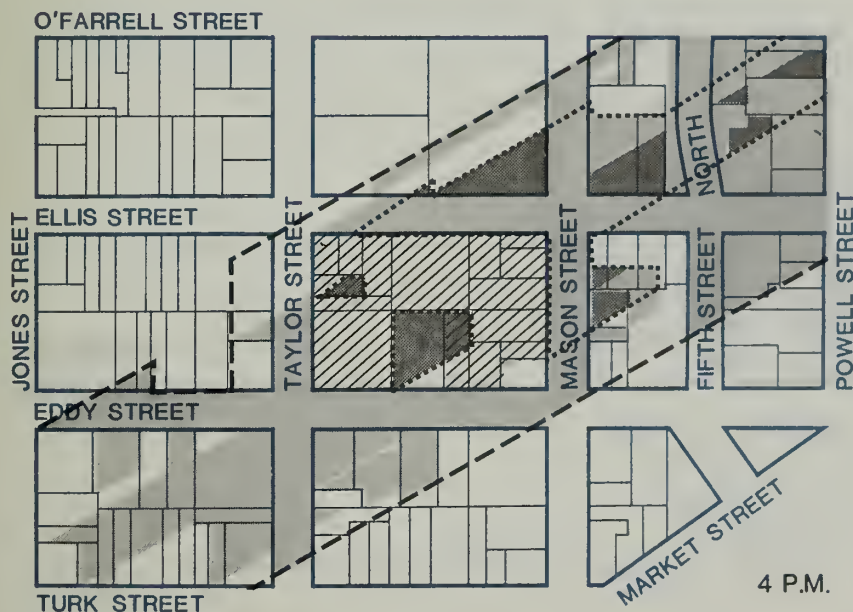 O'FARRELL STREET
ELLIS STREET
EDDY STREET
TURK STREET
JONES STREET
TAYLOR STREET
MASON STREET
FIFTH STREET NORTH
POWELL STREET
MARKET STREET
4 P.M.